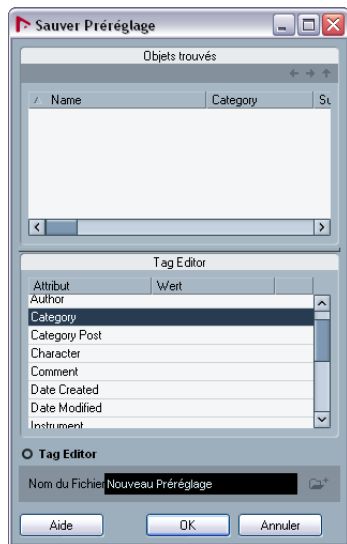 Sauver Préréglage
Objets trouvés
Name Category Su
Tag Editor
Attribut Wert
Author
Category
Category Post
Character
Comment
Date Created
Date Modified
Instrument
Tag Editor
Nom du Fichier Nouveau Préréglage
Aide OK Annuler